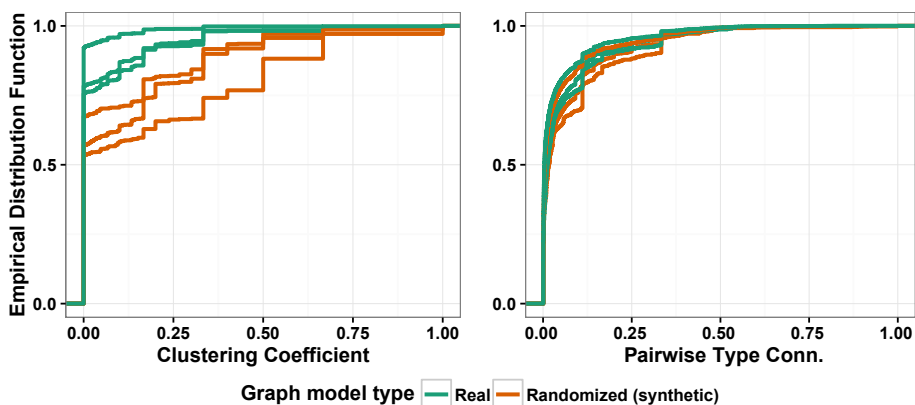 Empirical Distribution Function
1.0
0.5
0.0
0.00 0.25 0.50 0.75 1.00
Clustering Coefficient
1.0
0.5
0.0
0.00 0.25 0.50 0.75 1.00
Pairwise Type Conn.
Graph model type Real Randomized (synthetic)